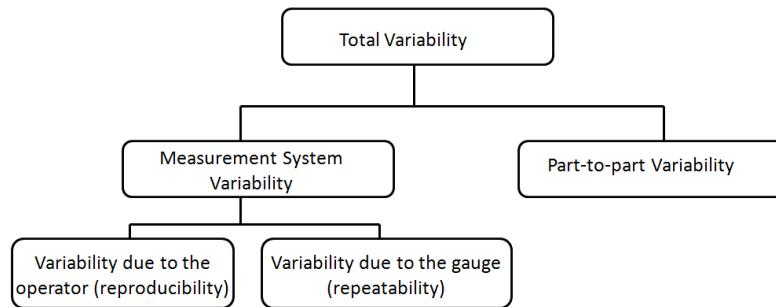 Total Variability
Measurement System
Variability
Part-to-part Variability
Variability due to the
operator (reproducibility)
Variability due to the gauge
(repeatability)